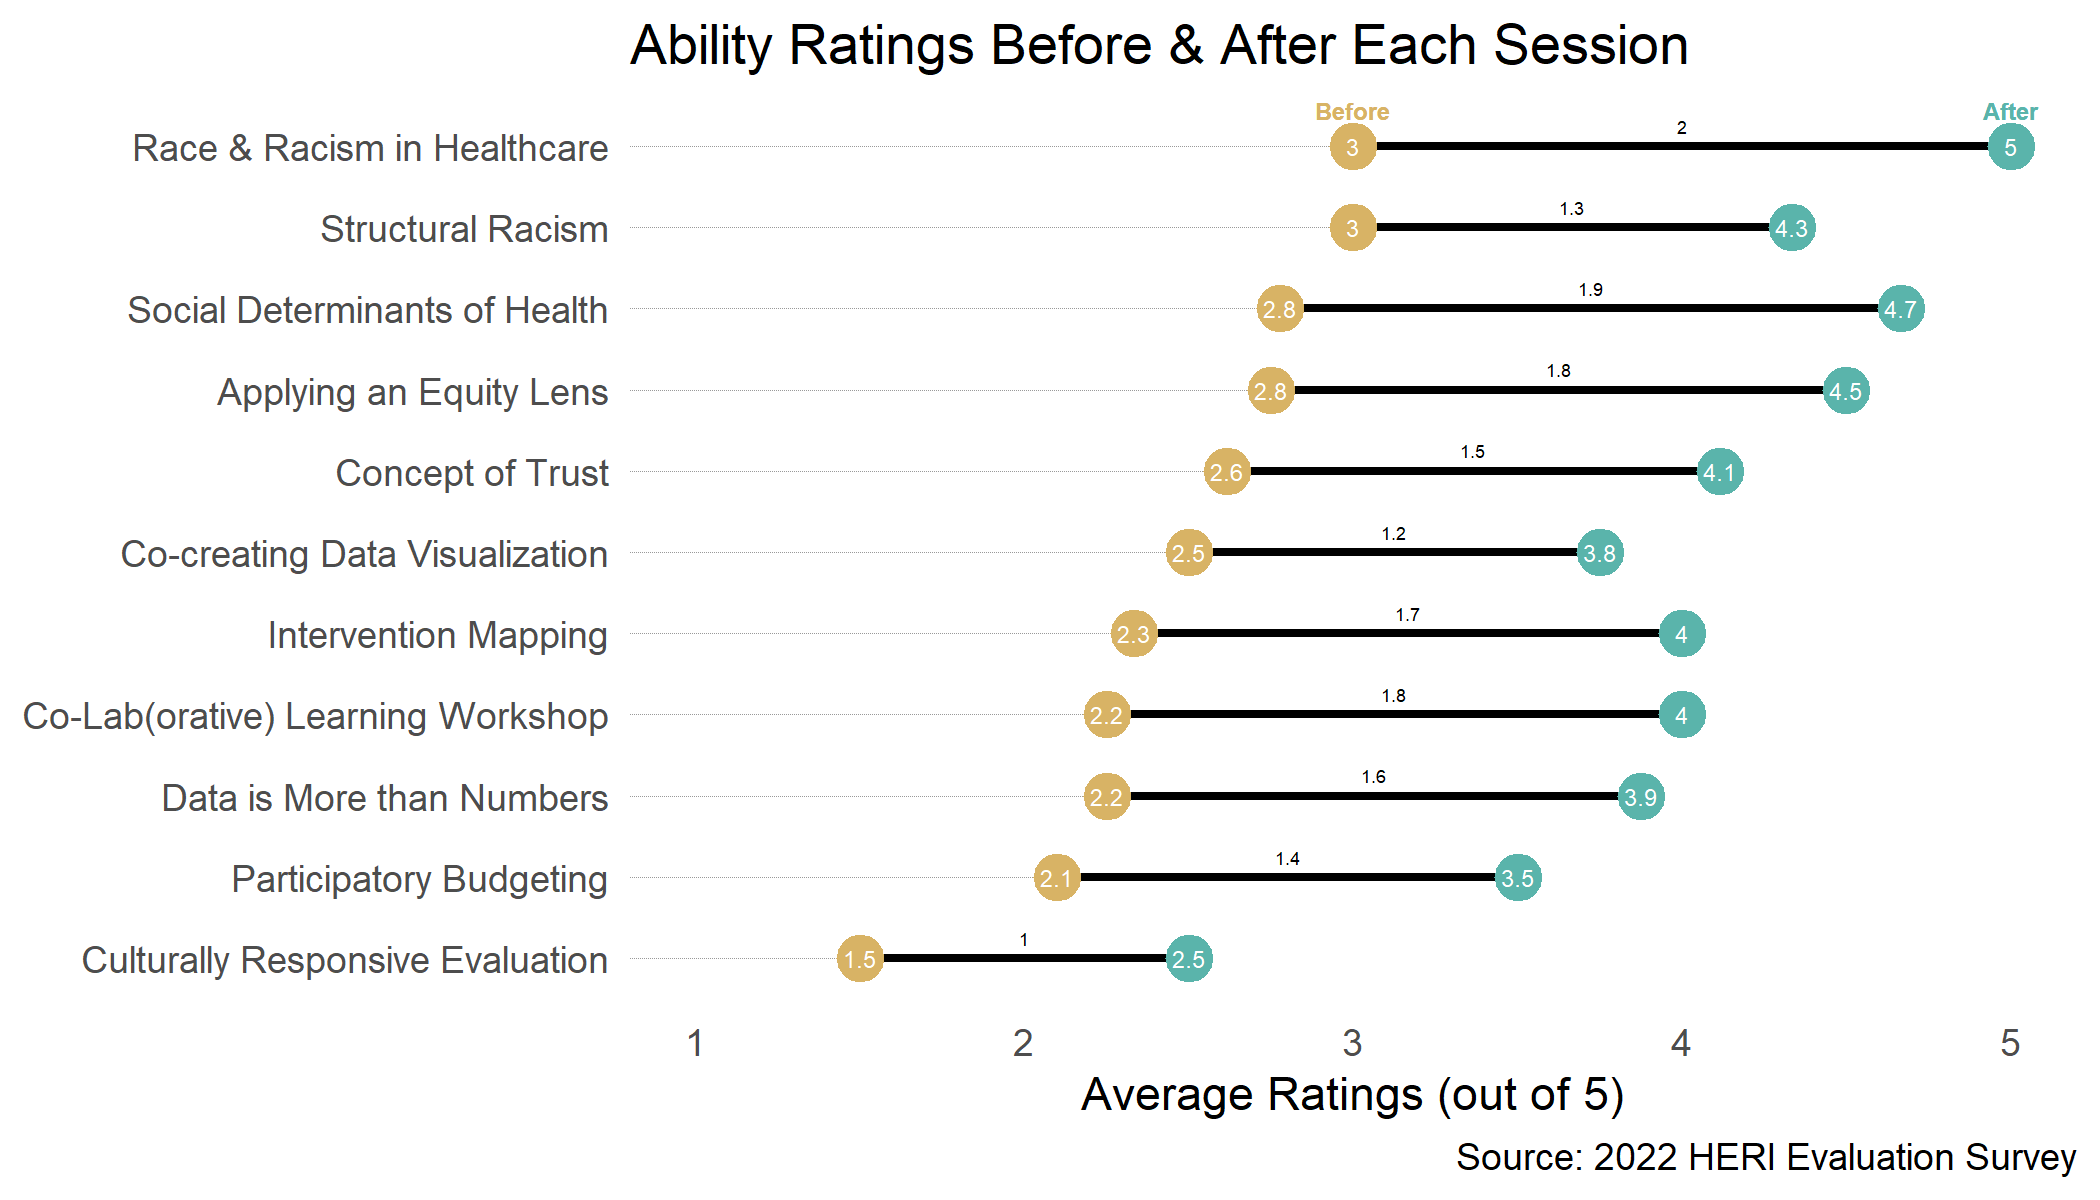 Ability Ratings Before & After Each Session
Before After
2
Race & Racism in Healthcare 3 5
1.3
Structural Racism 3 4.3
1.9
Social Determinants of Health 2.8 4.7
1.8
Applying an Equity Lens 2.8 4.5
1.5
Concept of Trust 2.6 4.1
1.2
Co-creating Data Visualization 2.5 3.8
1.7
Intervention Mapping 2.3 4
1.8
Co-Lab(orative) Learning Workshop 2.2 4
1.6
Data is More than Numbers 2.2 3.9
1.4
Participatory Budgeting 2.1 3.5
1
Culturally Responsive Evaluation 1.5 2.5
1 2 3 4 5
Average Ratings (out of 5)
Source: 2022 HERI Evaluation Survey